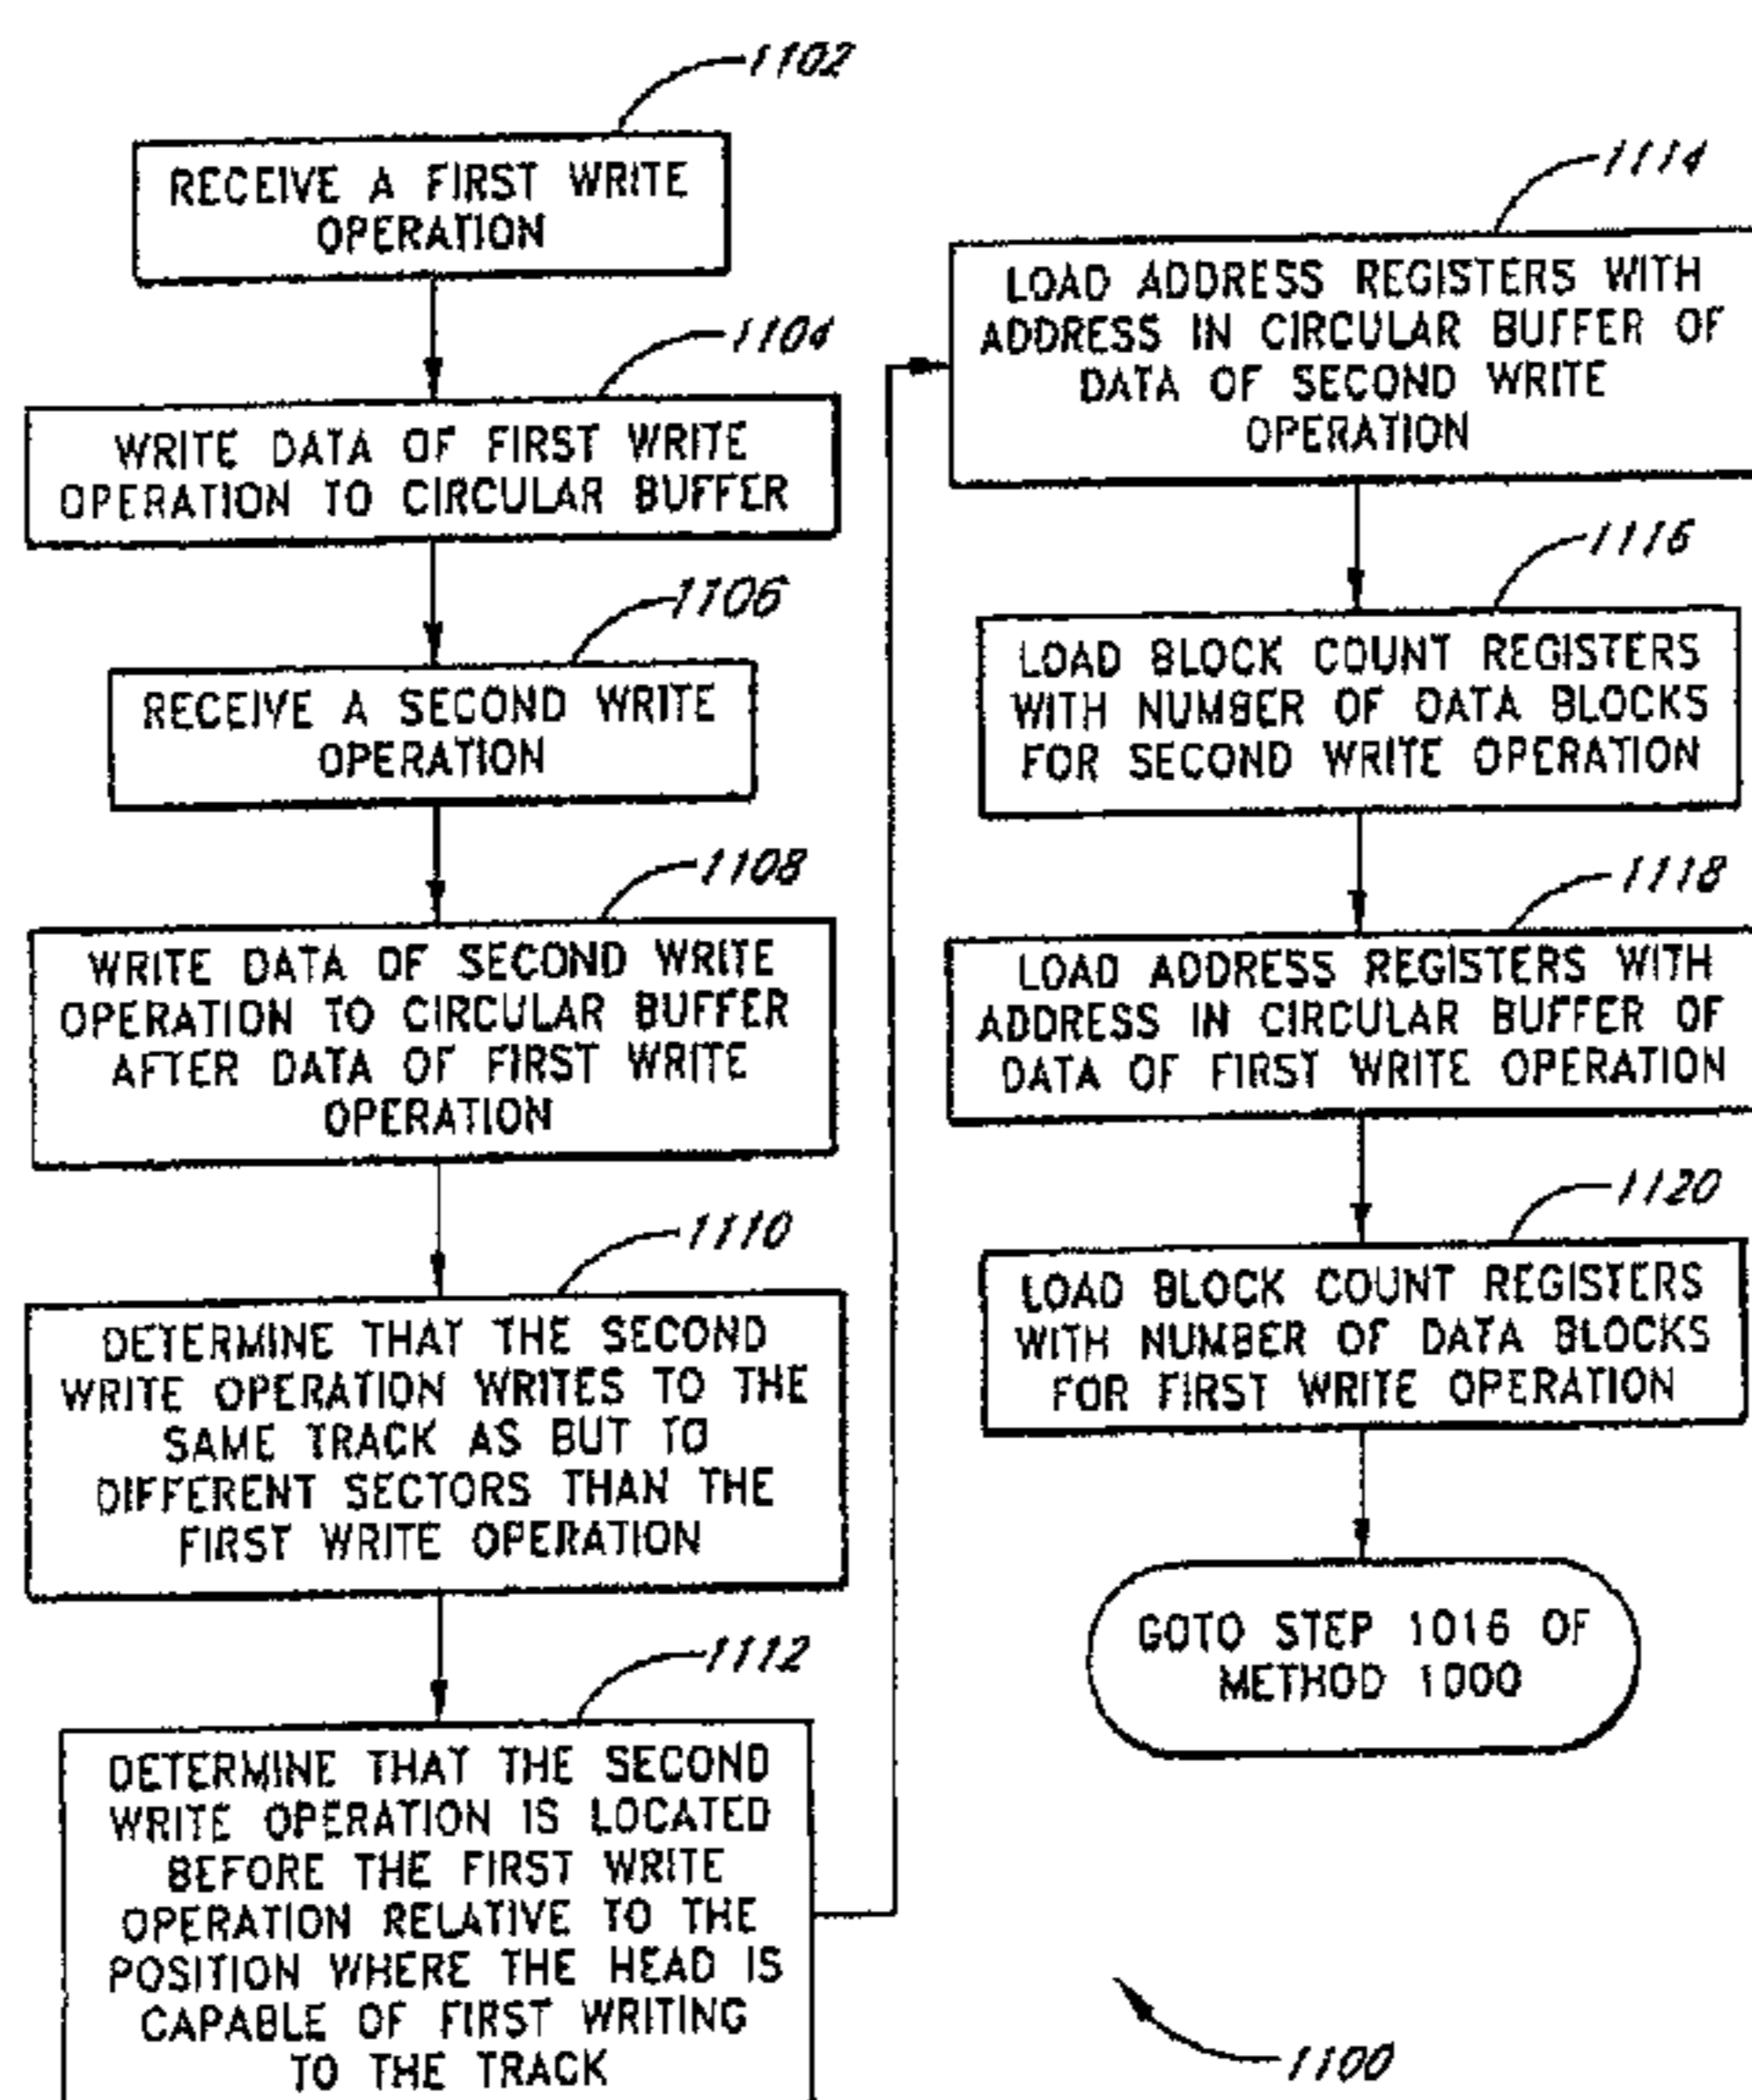 1102
RECEIVE A FIRST WRITE
OPERATION
1104
WRITE DATA OF FIRST WRITE
OPERATION TO CIRCULAR BUFFER
1106
RECEIVE A SECOND WRITE
OPERATION
1108
WRITE DATA OF SECOND WRITE
OPERATION TO CIRCULAR BUFFER
AFTER DATA OF FIRST WRITE
OPERATION
1110
DETERMINE THAT THE SECOND
WRITE OPERATION WRITES TO THE
SAME TRACK AS BUT TO
DIFFERENT SECTORS THAN THE
FIRST WRITE OPERATION
1112
DETERMINE THAT THE SECOND
WRITE OPERATION IS LOCATED
BEFORE THE FIRST WRITE
OPERATION RELATIVE TO THE
POSITION WHERE THE HEAD IS
CAPABLE OF FIRST WRITING
TO THE TRACK
1114
LOAD ADDRESS REGISTERS WITH
ADDRESS IN CIRCULAR BUFFER OF
DATA OF SECOND WRITE
OPERATION
1116
LOAD BLOCK COUNT REGISTERS
WITH NUMBER OF DATA BLOCKS
FOR SECOND WRITE OPERATION
1118
LOAD ADDRESS REGISTERS WITH
ADDRESS IN CIRCULAR BUFFER OF
DATA OF FIRST WRITE OPERATION
1120
LOAD BLOCK COUNT REGISTERS
WITH NUMBER OF DATA BLOCKS
FOR FIRST WRITE OPERATION
GOTO STEP 1016 OF
METHOD 1000
1100